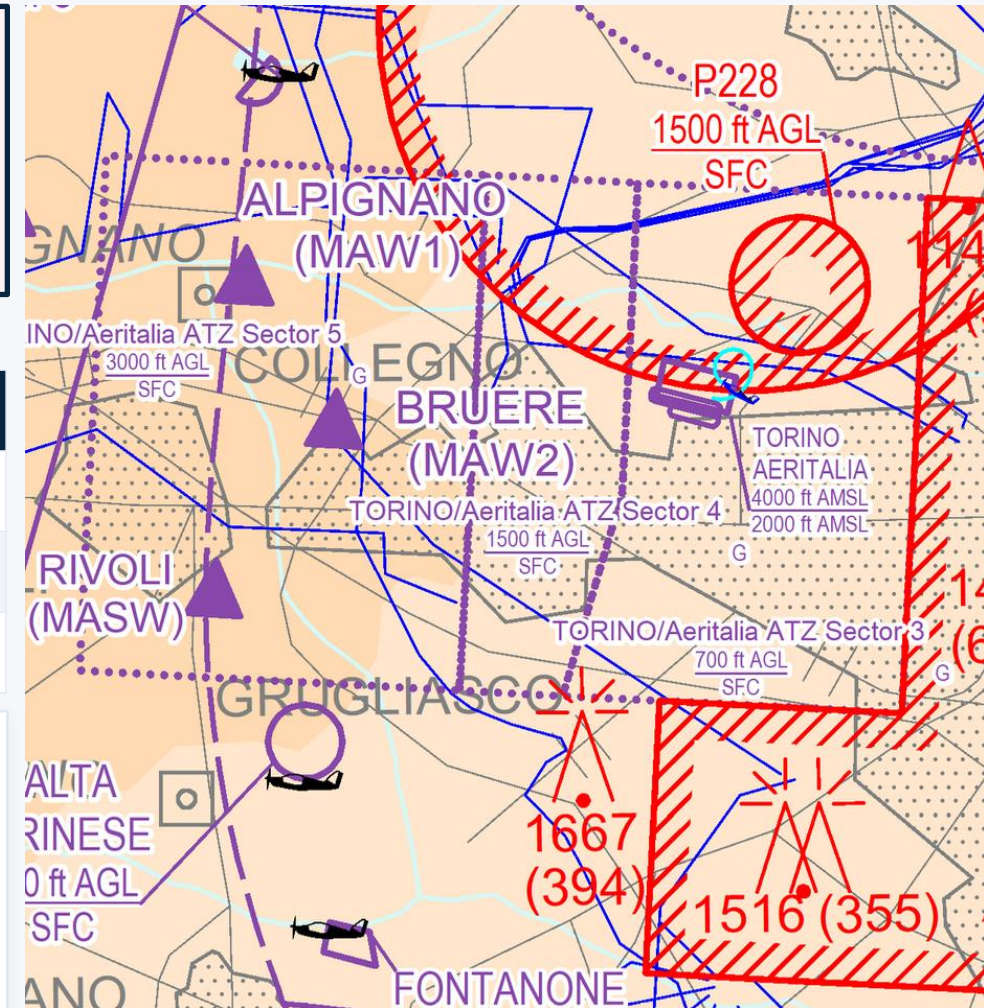 P228
1500 ft AGL
SFC
ALPIGNANO
(MAW1)
GNANO
114
INO/Aeritalia ATZ Sector 5
3000 ft AGL
SFC
COLLEGNO
G
BRUERE
(MAW2)
TORINO
AERITALIA
4000 ft AMSL
2000 ft AMSL
TORINO/Aeritalia ATZ Sector 4
1500 ft AGL
SFC
G
RIVOLI
(MASW)
TORINO/Aeritalia ATZ Sector 3
700 ft AGL
SFC
G
GRUGLIASCO
ALTA
RINESE
0 ft AGL
SFC
1667
(394)
1516 (355)
FONTANONE
ANO